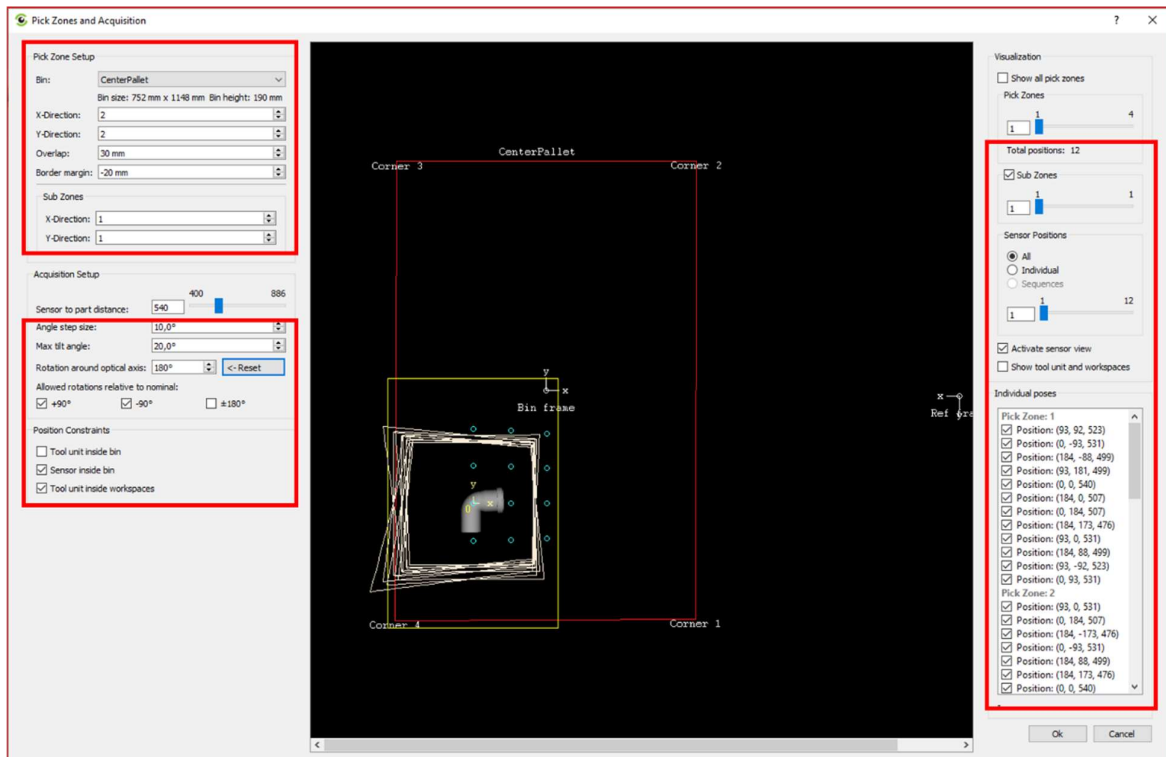 Pick Zones and Acquisition
? X
Pick Zone Setup
Bin: CenterPallet
Bin size: 752 mm x 1148 mm Bin height: 190 mm
X-Direction: 2
Y-Direction: 2
Overlap: 30 mm
Border margin: -20 mm
Sub Zones
X-Direction: 1
Y-Direction: 1
Acquisition Setup
400 886
Sensor to part distance: 540
Angle step size: 10,0°
Max tilt angle: 20,0°
Rotation around optical axis: 180° <- Reset
Allowed rotations relative to nominal:
+90° -90° ±180°
Position Constraints
Tool unit inside bin
Sensor inside bin
Tool unit inside workspaces
CenterPallet
Corner 3 Corner 2
y
x
Bin frame
x
Ref
y
y
x
0
Corner 4 Corner 1
Visualization
Show all pick zones
Pick Zones
1 4
1
Total positions: 12
Sub Zones
1 1
1
Sensor Positions
All
Individual
Sequences
1 12
1
Activate sensor view
Show tool unit and workspaces
Individual poses
Pick Zone: 1
Position: (93, 92, 523)
Position: (0, -93, 531)
Position: (184, -88, 499)
Position: (93, 181, 499)
Position: (0, 0, 540)
Position: (184, 0, 507)
Position: (0, 184, 507)
Position: (184, 173, 476)
Position: (93, 0, 531)
Position: (184, 88, 499)
Position: (93, -92, 523)
Position: (0, 93, 531)
Pick Zone: 2
Position: (93, 0, 531)
Position: (0, 184, 507)
Position: (184, -173, 476)
Position: (0, -93, 531)
Position: (184, 88, 499)
Position: (184, 173, 476)
Position: (0, 0, 540)
Ok Cancel